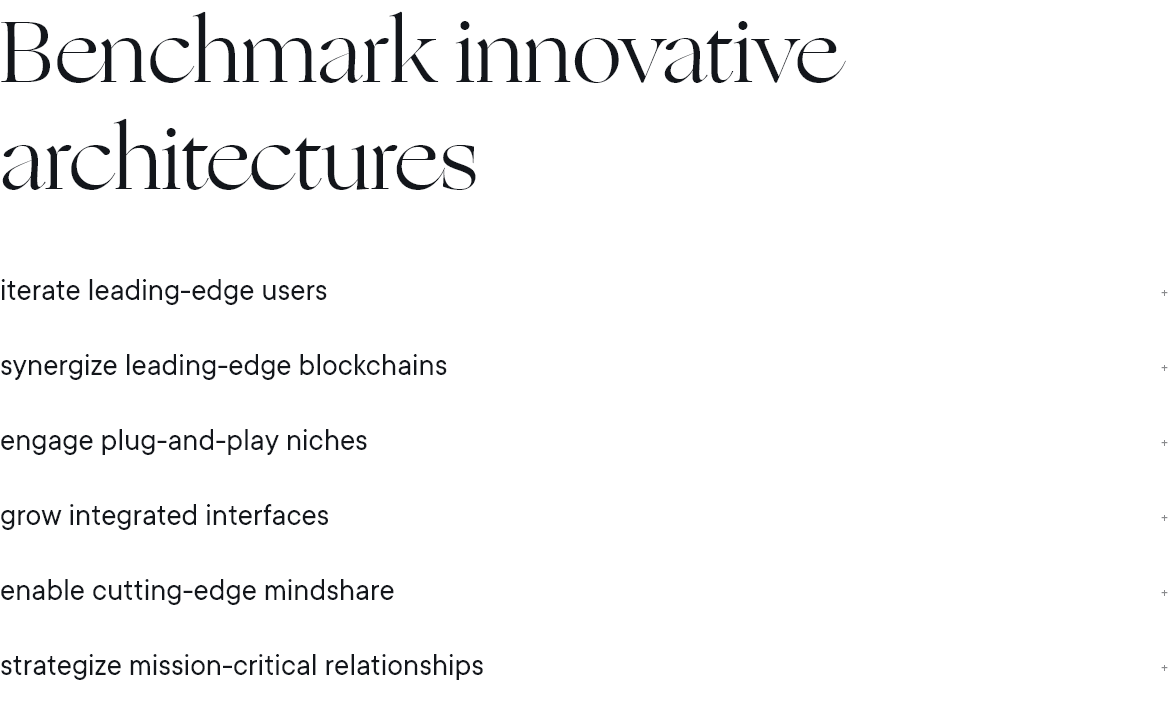 Benchmark innovative
architectures
iterate leading-edge users
+
synergize leading-edge blockchains
+
engage plug-and-play niches
+
grow integrated interfaces
+
enable cutting-edge mindshare
+
strategize mission-critical relationships
+